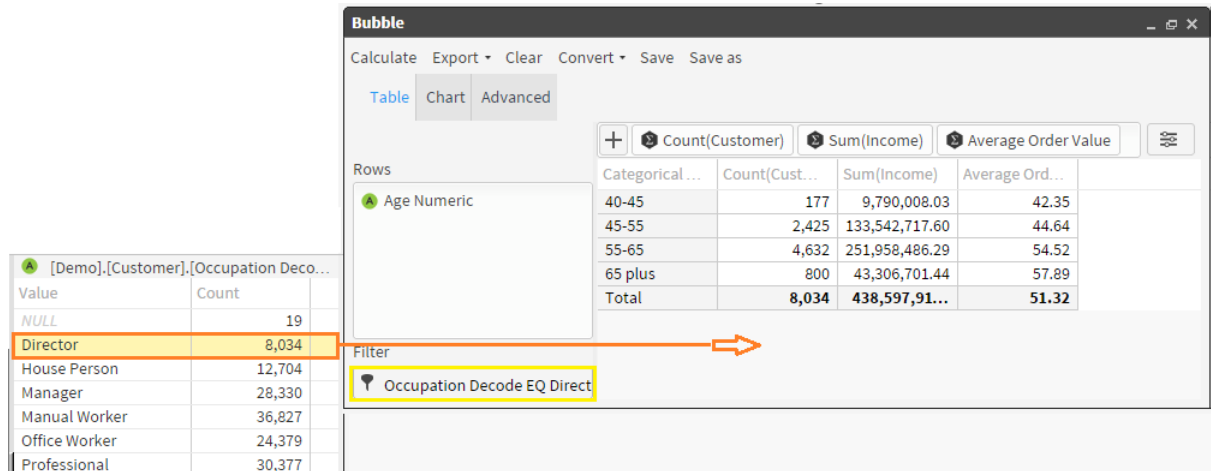 Bubble
Calculate Export Clear Convert Save Save as
Table Chart Advanced
Count(Customer) Sum(Income) Average Order Value
Rows
Age Numeric
Categorical ... Count(Cust... Sum(Income) Average Ord...
40-45 177 9,790,008.03 42.35
45-55 2,425 133,542,717.60 44.64
55-65 4,632 251,958,486.29 54.52
65 plus 800 43,306,701.44 57.89
Total 8,034 438,597,91... 51.32
Filter
Occupation Decode EQ Direct
[Demo].[Customer].[Occupation Deco...
Value Count
NULL 19
Director 8,034
House Person 12,704
Manager 28,330
Manual Worker 36,827
Office Worker 24,379
Professional 30,377